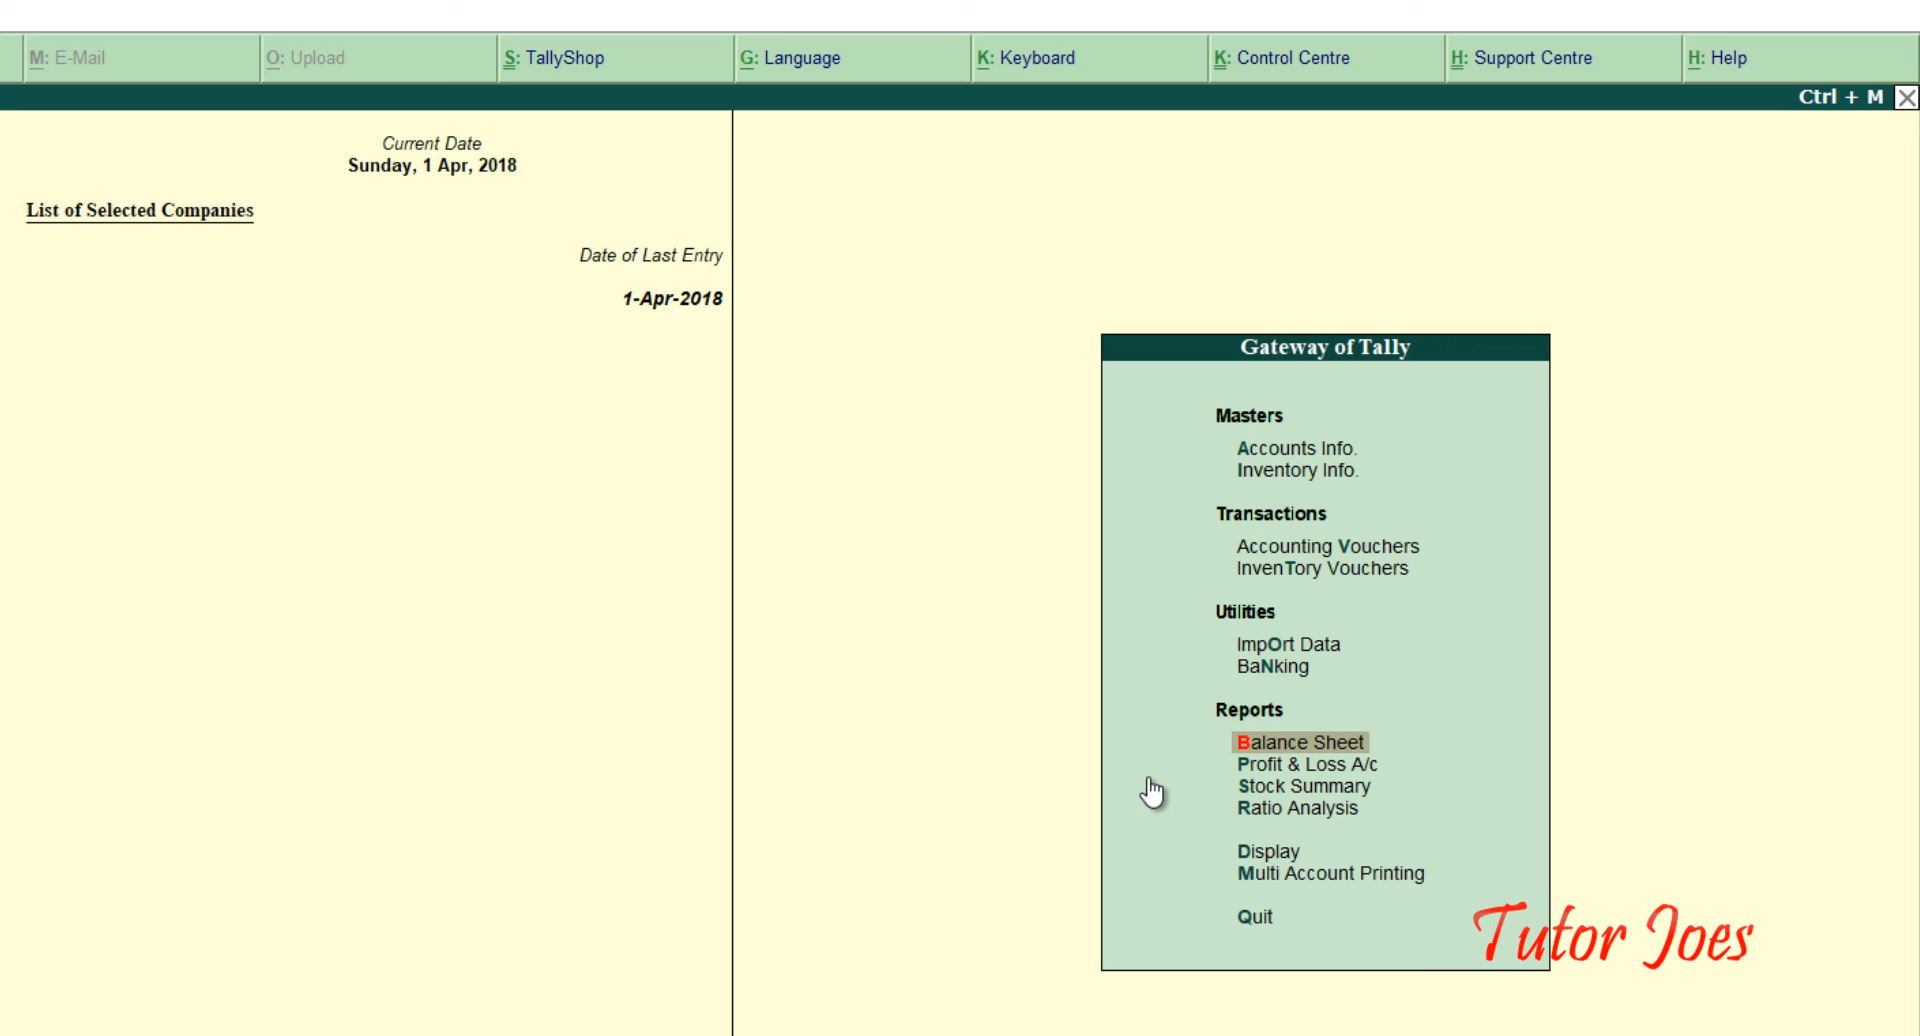 M: E-Mail
O: Upload
S: TallyShop
G: Language
K: Keyboard
K: Control Centre
H: Support Centre
H: Help
Ctrl + M
Current Date
Sunday, 1 Apr, 2018
List of Selected Companies
Date of Last Entry
1-Apr-2018
Gateway of Tally
Masters
Accounts Info.
Inventory Info.
Transactions
Accounting Vouchers
InvenTory Vouchers
Utilities
ImpOrt Data
BaNking
Reports
Balance Sheet
Profit & Loss A/c
Stock Summary
Ratio Analysis
Display
Multi Account Printing
Quit
Tutor Joes